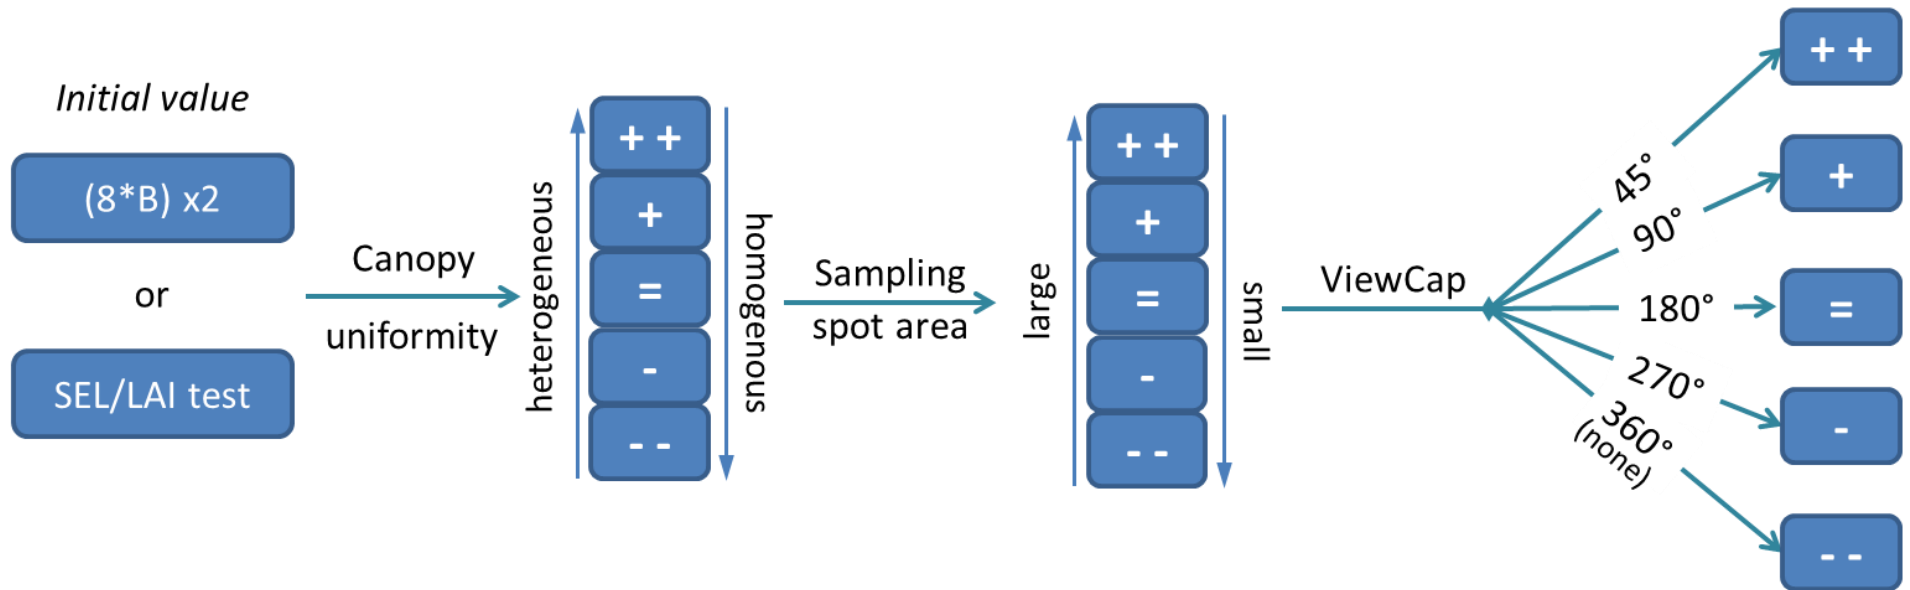 Initial value
(8*B) x2
or
SEL/LAI test
Canopy
uniformity
heterogeneous
+ +
+
=
-
- -
homogenous
Sampling
spot area
large
+ +
+
=
-
- -
small
ViewCap
45°
90°
180°
270°
360°
(none)
+ +
+
=
-
- -